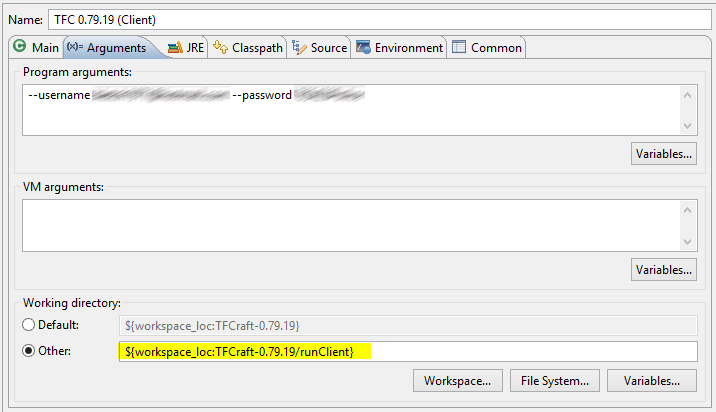 Name: TFC 0.79.19 (Client)
Main (x)= Arguments JRE Classpath Source Environment Common
Program arguments:
--username --password
Variables...
VM arguments:
Variables...
Working directory:
Default: ${workspace_loc:TFCraft-0.79.19}
Other: ${workspace_loc:TFCraft-0.79.19/runClient}
Workspace... File System... Variables...